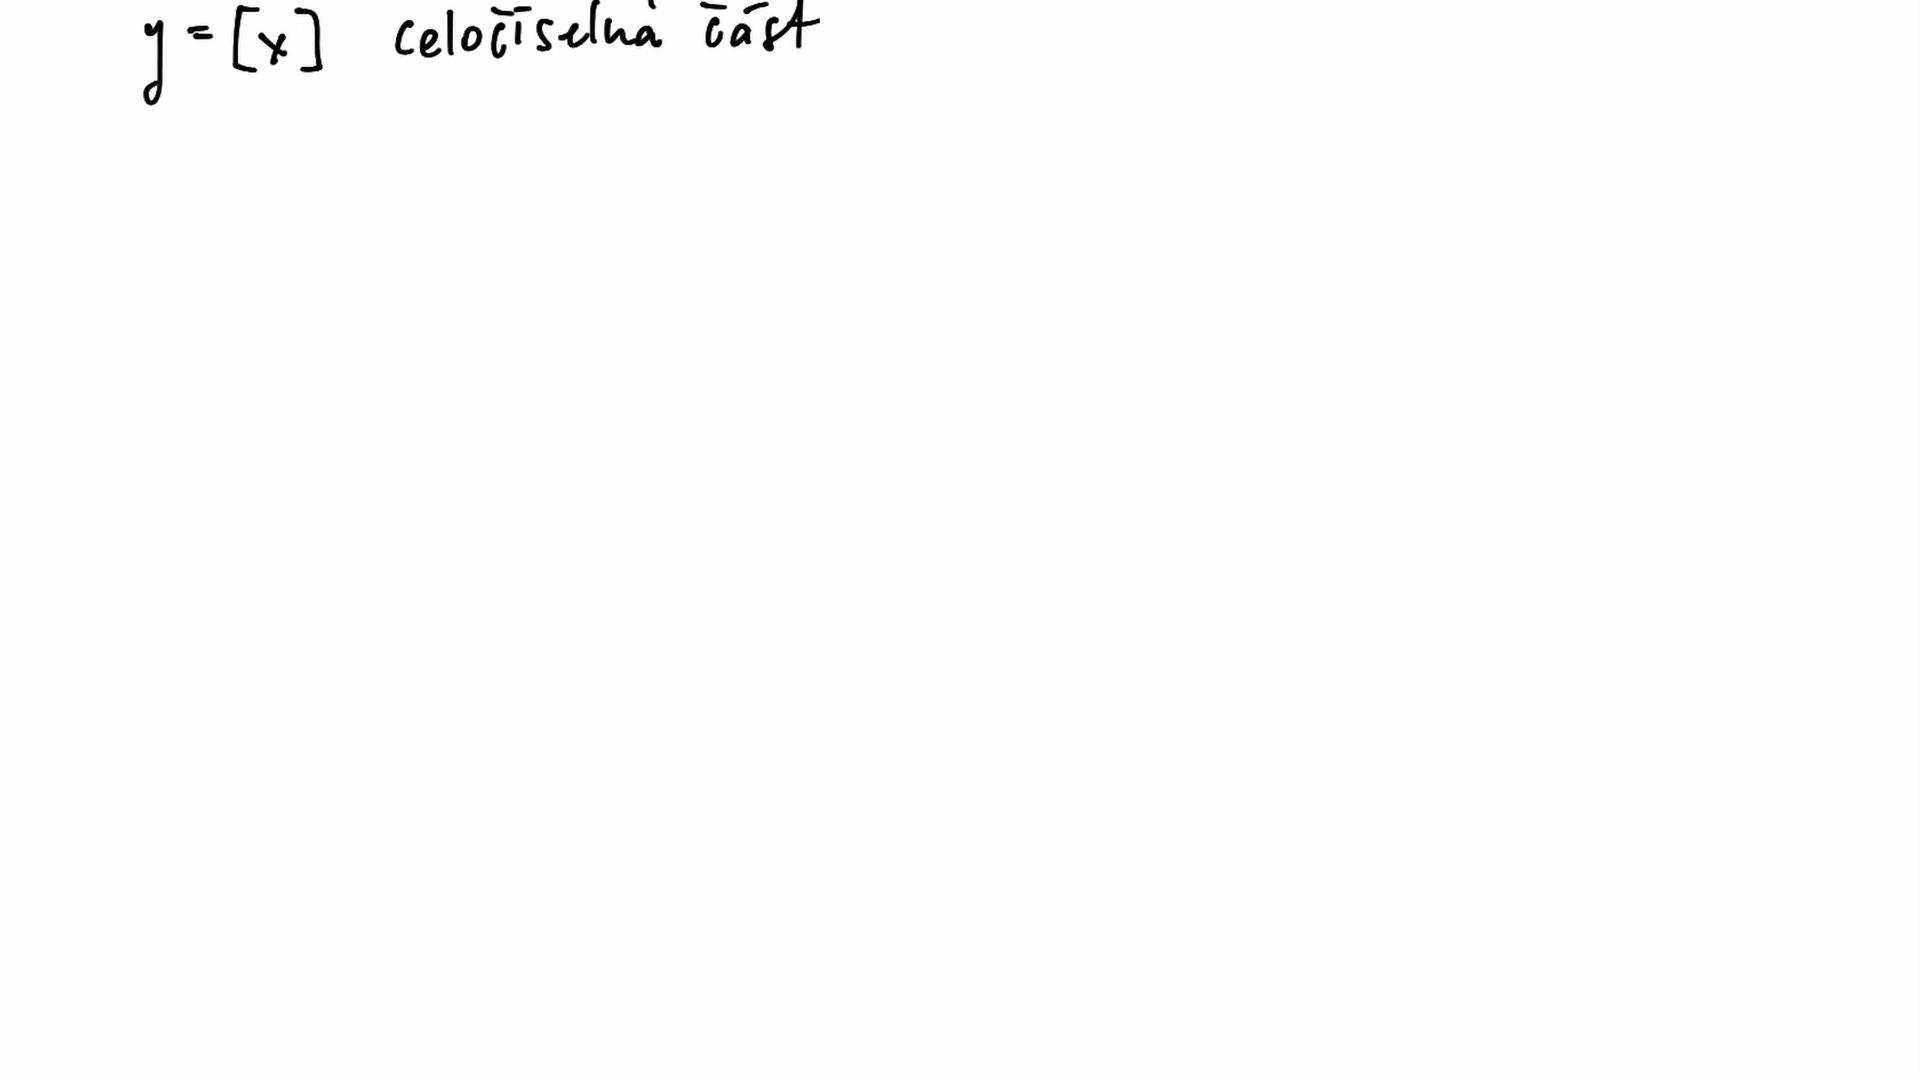 y = [x] celočíselná část